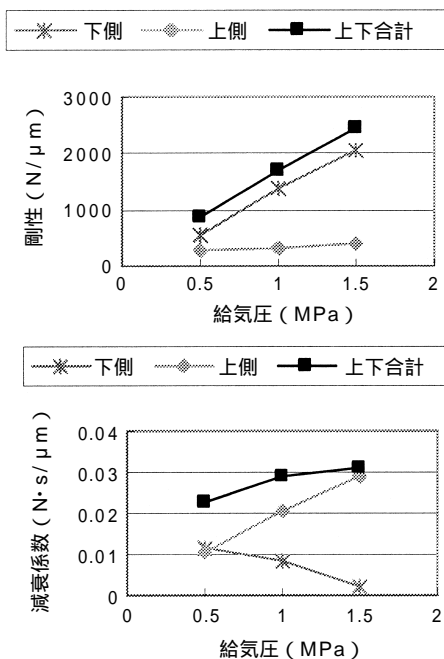 下側 上側 上下合計
3000
2000
1000
0
剛性（N/μm）
0 0.5 1 1.5 2
給気圧（MPa）
下側 上側 上下合計
0.04
0.03
0.02
0.01
0
減衰係数（N･s/μm）
0 0.5 1 1.5 2
給気圧（MPa）